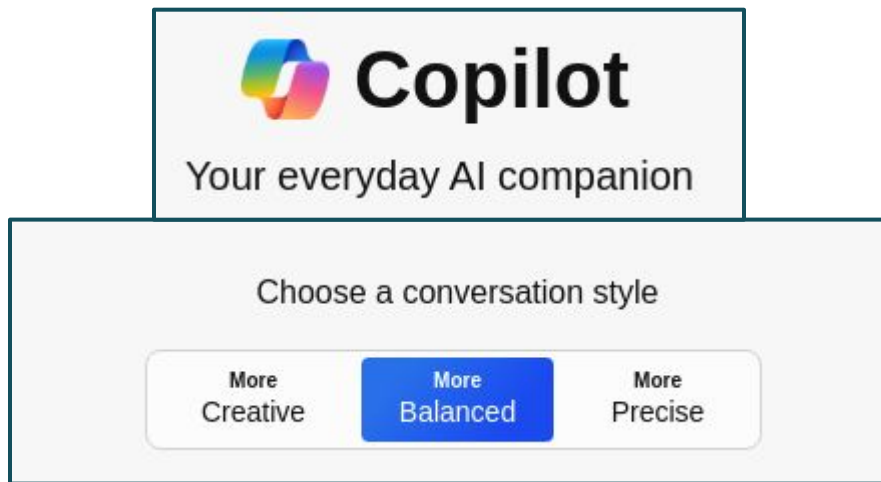 Copilot
Your everyday AI companion
Choose a conversation style
More More More
Creative Balanced Precise